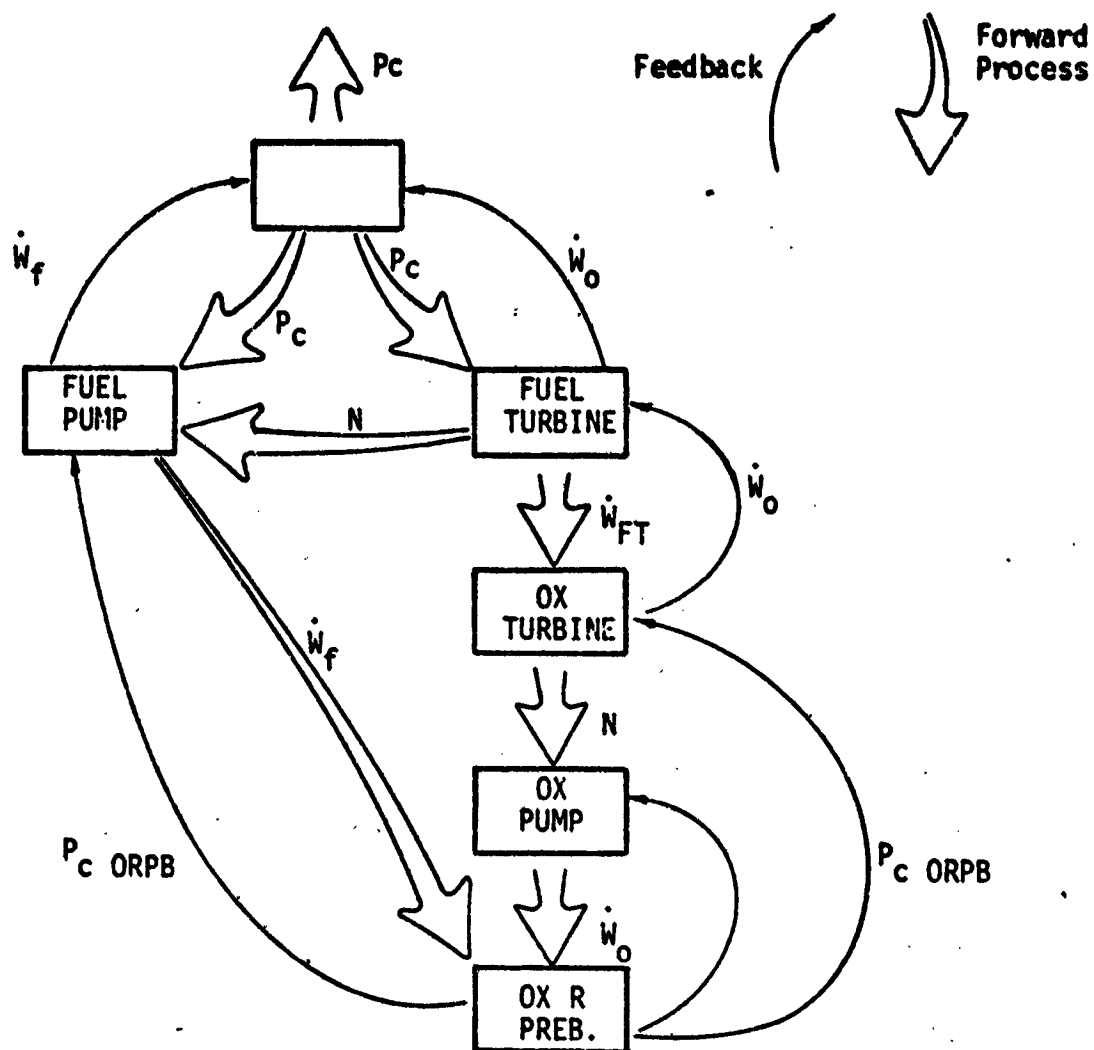 Pc
Feedback
Forward
Process
Ẇf
Pc
Ẇo
Pc
FUEL
PUMP
N
FUEL
TURBINE
Ẇo
ẆFT
OX
TURBINE
Ẇf
N
OX
PUMP
Pc ORPB
Pc ORPB
Ẇo
OX R
PREB.